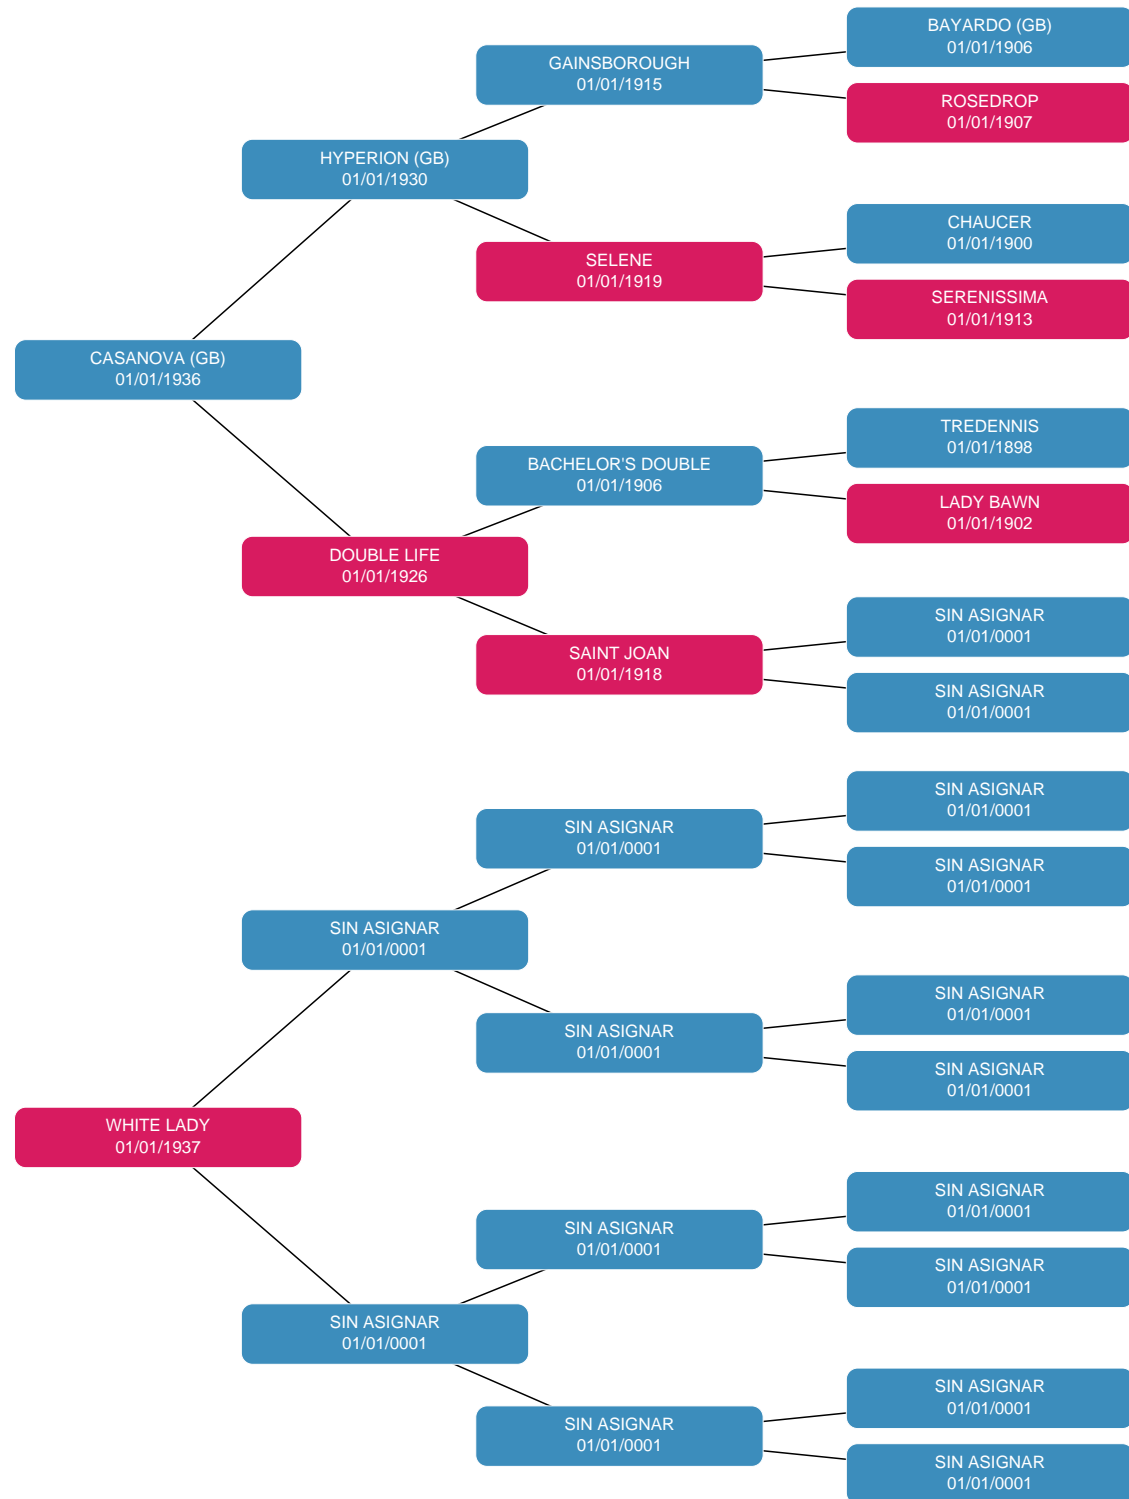 BAYARDO (GB)
01/01/1906
GAINSBOROUGH
01/01/1915
ROSEDROP
01/01/1907
HYPERION (GB)
01/01/1930
CHAUCER
01/01/1900
SELENE
01/01/1919
SERENISSIMA
01/01/1913
CASANOVA (GB)
01/01/1936
TREDENNIS
01/01/1898
BACHELOR'S DOUBLE
01/01/1906
LADY BAWN
01/01/1902
DOUBLE LIFE
01/01/1926
SIN ASIGNAR
01/01/0001
SAINT JOAN
01/01/1918
SIN ASIGNAR
01/01/0001
SIN ASIGNAR
01/01/0001
SIN ASIGNAR
01/01/0001
SIN ASIGNAR
01/01/0001
SIN ASIGNAR
01/01/0001
SIN ASIGNAR
01/01/0001
SIN ASIGNAR
01/01/0001
SIN ASIGNAR
01/01/0001
WHITE LADY
01/01/1937
SIN ASIGNAR
01/01/0001
SIN ASIGNAR
01/01/0001
SIN ASIGNAR
01/01/0001
SIN ASIGNAR
01/01/0001
SIN ASIGNAR
01/01/0001
SIN ASIGNAR
01/01/0001
SIN ASIGNAR
01/01/0001